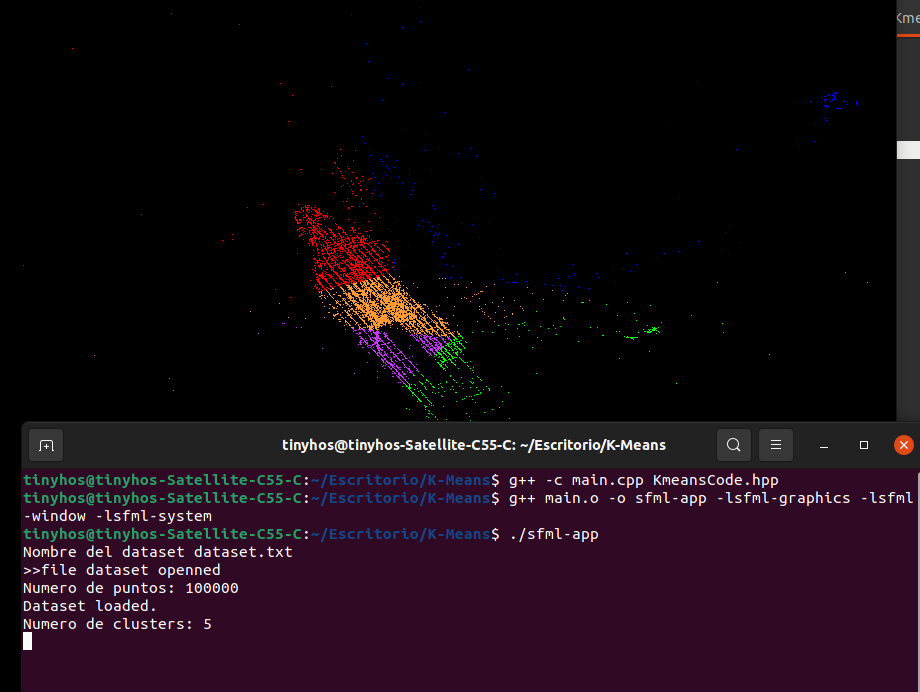 Kme
tinyhos@tinyhos-Satellite-C55-C: ~/Escritorio/K-Means
tinyhos@tinyhos-Satellite-C55-C:~/Escritorio/K-Means$ g++ -c main.cpp KmeansCode.hpp
tinyhos@tinyhos-Satellite-C55-C:~/Escritorio/K-Means$ g++ main.o -o sfml-app -lsfml-graphics -lsfml
-window -lsfml-system
tinyhos@tinyhos-Satellite-C55-C:~/Escritorio/K-Means$ ./sfml-app
Nombre del dataset dataset.txt
>>file dataset openned
Numero de puntos: 100000
Dataset loaded.
Numero de clusters: 5